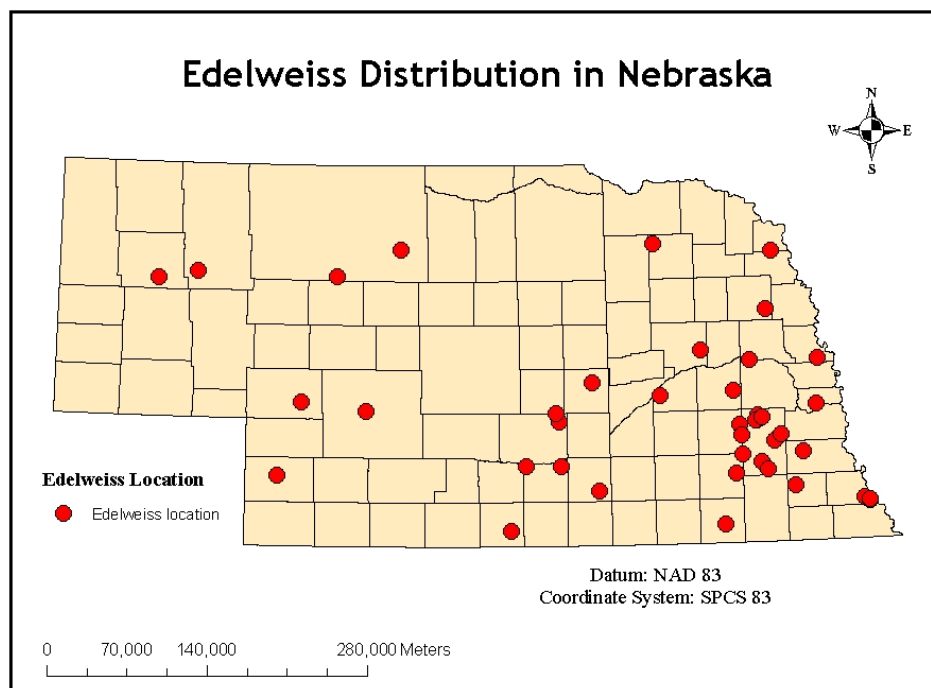 Edelweiss Distribution in Nebraska
N
W E
S
Edelweiss Location
Edelweiss location
Datum: NAD 83
Coordinate System: SPCS 83
0 70,000 140,000 280,000 Meters